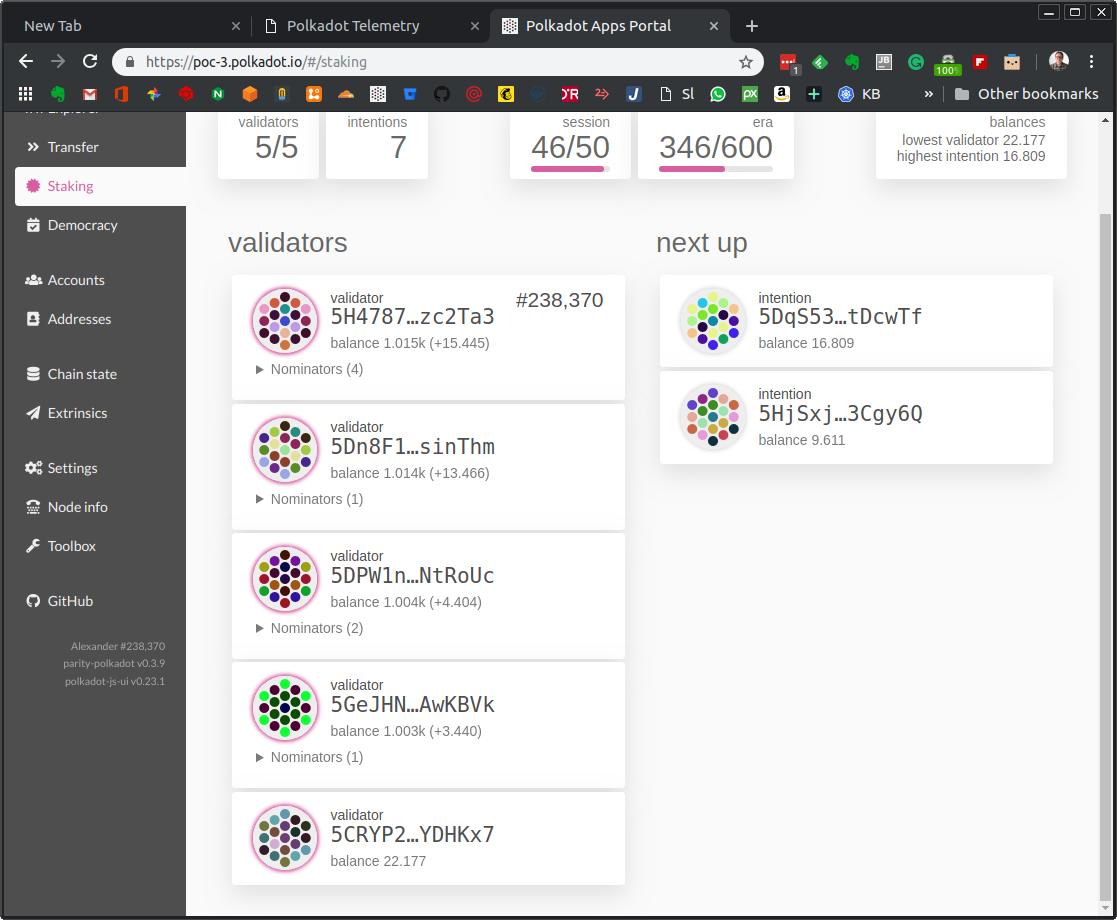 New Tab
Polkadot Telemetry
Polkadot Apps Portal
https://poc-3.polkadot.io/#/staking
1
100%
JB
N
XR
J
Sl
PX
a
KB
»
Other bookmarks
Explorer
Transfer
Staking
Democracy
Accounts
Addresses
Chain state
Extrinsics
Settings
Node info
Toolbox
GitHub
Alexander #238,370
parity-polkadot v0.3.9
polkadot-js-ui v0.23.1
validators
5/5
intentions
7
session
46/50
era
346/600
balances
lowest validator 22.177
highest intention 16.809
validators
validator
#238,370
5H4787…zc2Ta3
balance 1.015k (+15.445)
Nominators (4)
validator
5Dn8F1…sinThm
balance 1.014k (+13.466)
Nominators (1)
validator
5DPW1n…NtRoUc
balance 1.004k (+4.404)
Nominators (2)
validator
5GeJHN…AwKBVk
balance 1.003k (+3.440)
Nominators (1)
validator
5CRYP2…YDHKx7
balance 22.177
next up
intention
5DqS53…tDcwTf
balance 16.809
intention
5HjSxj…3Cgy6Q
balance 9.611